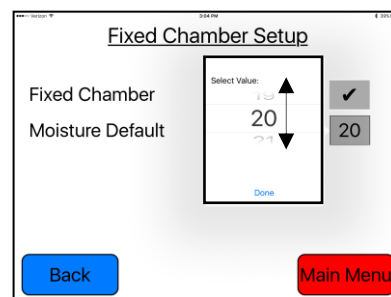 Verizon 3:04 PM 39%
Fixed Chamber Setup
Select Value:
Fixed Chamber 19 ✔
Moisture Default 20 20
21
Done
Back Main Menu